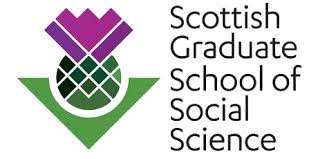 Scottish
Graduate
School of
Social
Science